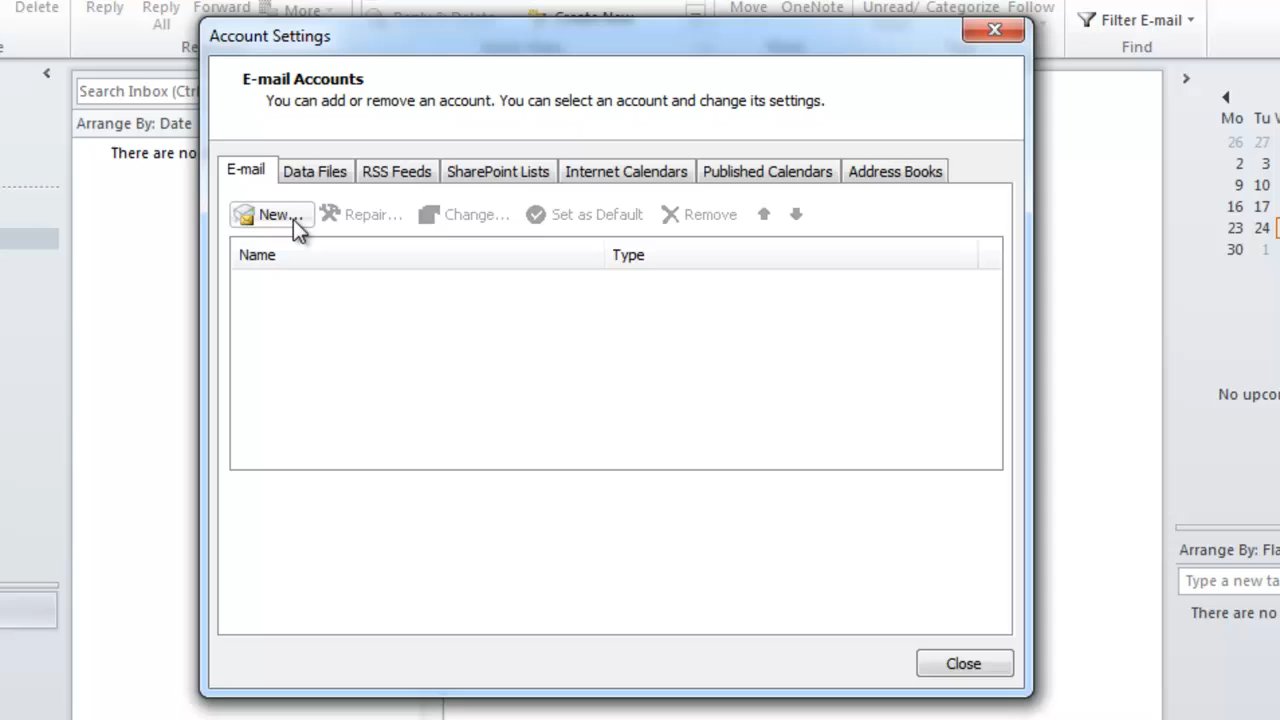 Delete
Reply
Reply
All
Forward
More
Move
OneNote
Unread/
Categorize
Follow
Filter E-mail
Find
Search Inbox (Ctrl
Arrange By: Date
There are no
Account Settings
E-mail Accounts
You can add or remove an account. You can select an account and change its settings.
E-mail Data Files RSS Feeds SharePoint Lists Internet Calendars Published Calendars Address Books
New... Repair... Change... Set as Default Remove
Name Type
Close
Mo Tu
26 27
2 3
9 10
16 17
23 24
30 1
No upco
Arrange By: Fla
Type a new ta
There are no